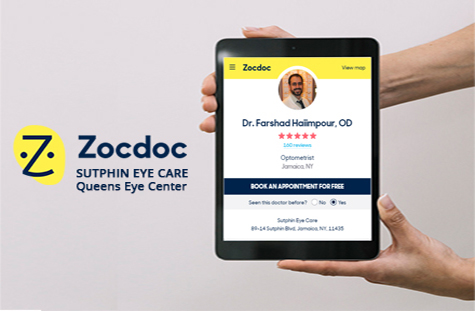 Zocdoc
SUTPHIN EYE CARE
Queens Eye Center
Zocdoc
View map
Dr. Farshad Haiimpour, OD
130 reviews
Optometrist
Jamaica, NY
BOOK AN APPOINTMENT FOR FREE
Seen this doctor before? No Yes
Sutphin Eye Care
89-14 Sutphin Blvd, Jamaica, NY, 11435